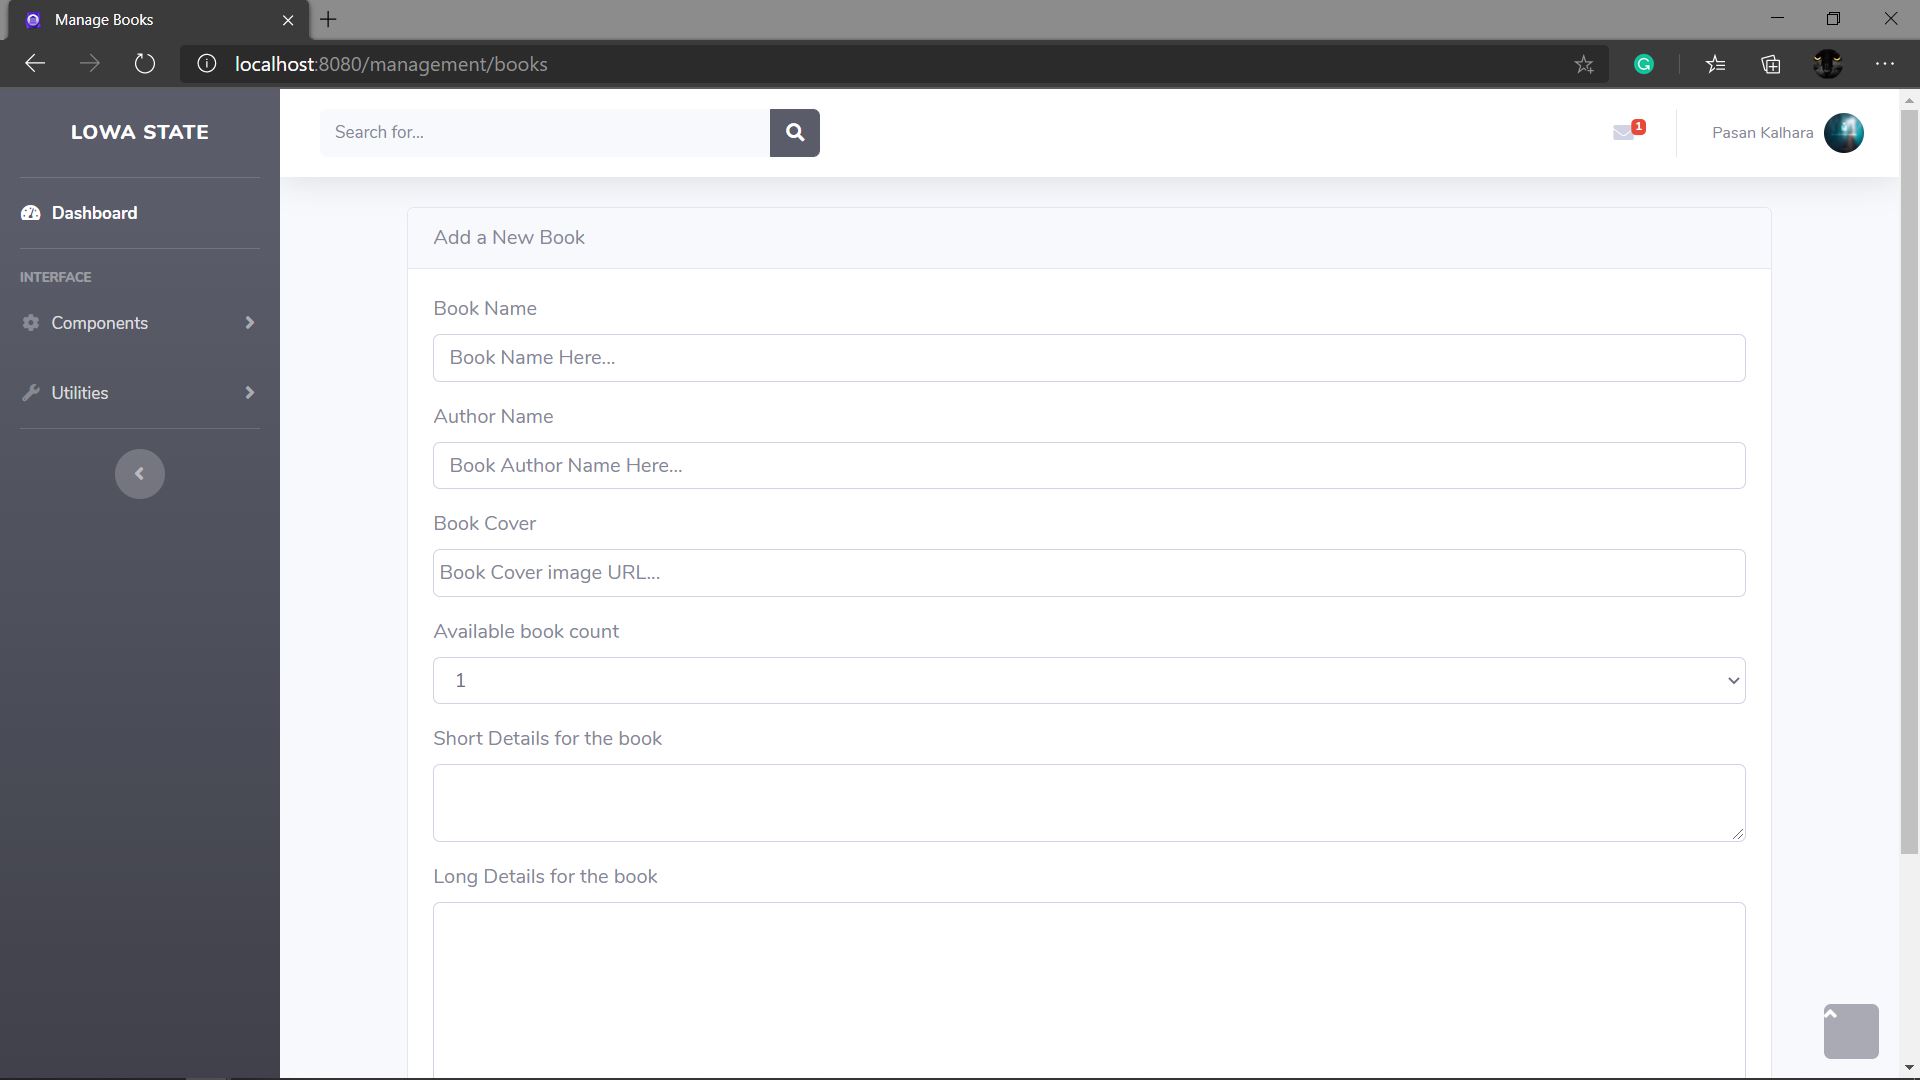 Manage Books
localhost:8080/management/books
LOWA STATE
Search for...
1
Pasan Kalhara
Dashboard
INTERFACE
Components
Utilities
Add a New Book
Book Name
Book Name Here...
Author Name
Book Author Name Here...
Book Cover
Book Cover image URL...
Available book count
1
Short Details for the book
Long Details for the book